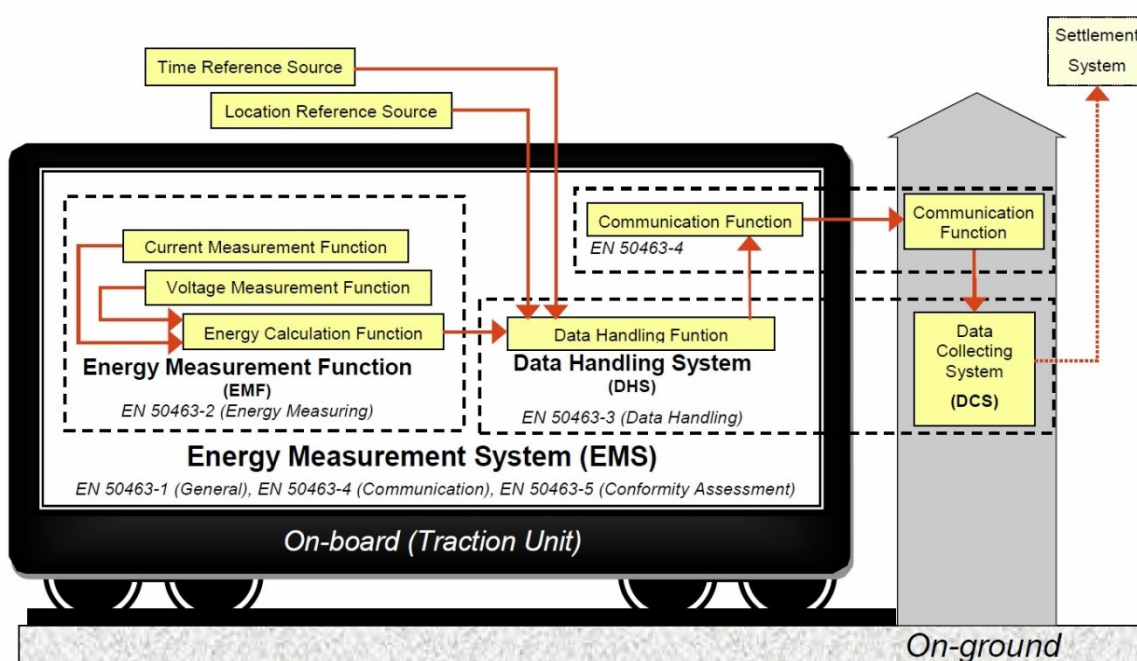 Settlement
System
Time Reference Source
Location Reference Source
Communication Function
EN 50463-4
Communication
Function
Current Measurement Function
Voltage Measurement Function
Energy Calculation Function
Energy Measurement Function
(EMF)
EN 50463-2 (Energy Measuring)
Data Handling Funtion
Data Handling System
(DHS)
EN 50463-3 (Data Handling)
Data
Collecting
System
(DCS)
Energy Measurement System (EMS)
EN 50463-1 (General), EN 50463-4 (Communication), EN 50463-5 (Conformity Assessment)
On-board (Traction Unit)
On-ground